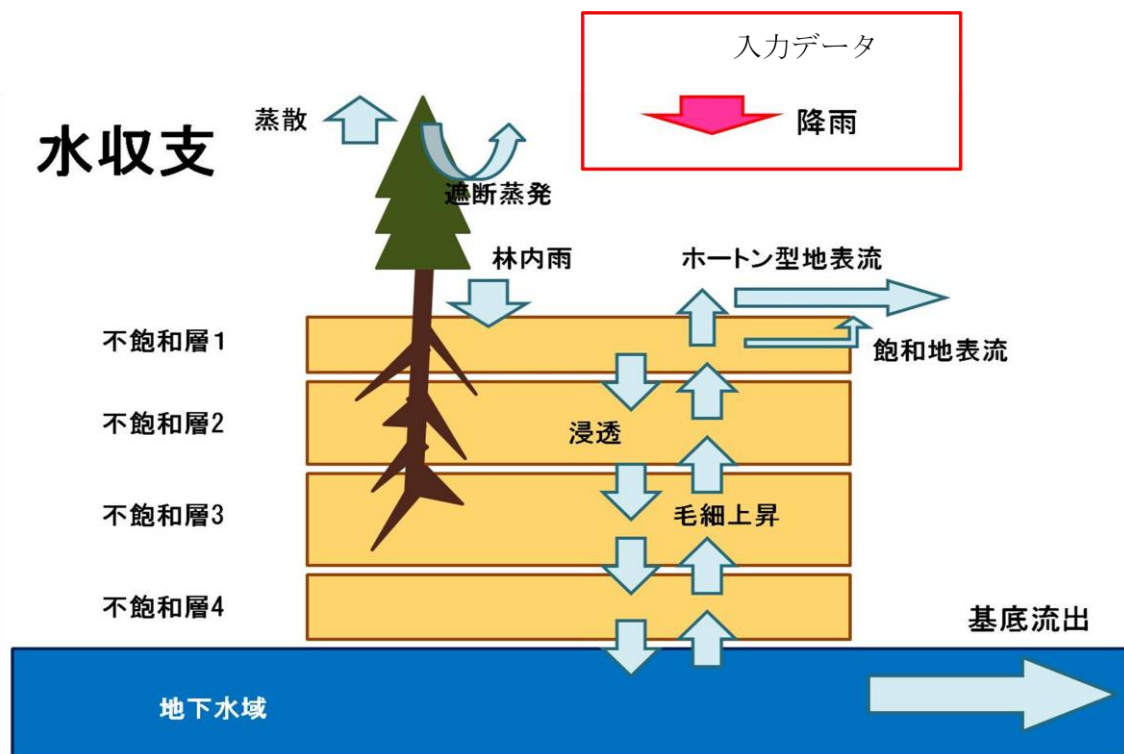 入力データ
降雨
水収支
蒸散
遮断蒸発
林内雨
ホートン型地表流
不飽和層1
飽和地表流
不飽和層2
浸透
不飽和層3
毛細上昇
不飽和層4
基底流出
地下水域